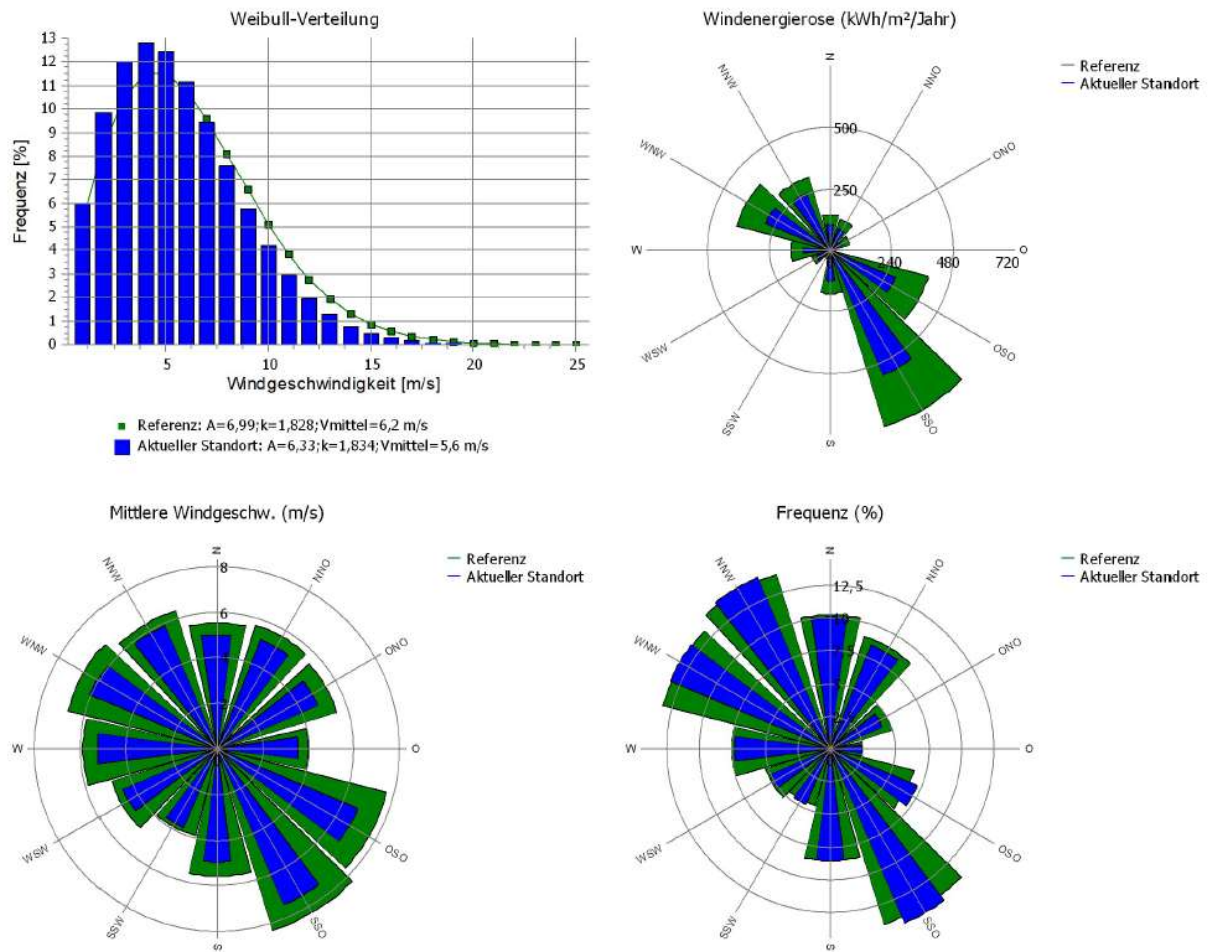 Weibull-Verteilung
13
12
11
10
9
8
7
6
5
4
3
2
1
0
Frequenz [%]
5 10 15 20 25
Windgeschwindigkeit [m/s]
Referenz: A=6,99;k=1,828;Vmittel=6,2 m/s
Aktueller Standort: A=6,33;k=1,834;Vmittel=5,6 m/s
Windenergierose (kWh/m²/Jahr)
Referenz
Aktueller Standort
N
NNO
ONO
O
OSO
SSO
S
SSW
WSW
W
WNW
NNW
500
250
0 240 480 720
Mittlere Windgeschw. (m/s)
Referenz
Aktueller Standort
N
NNO
ONO
O
OSO
SSO
S
SSW
WSW
W
WNW
NNW
8
6
Frequenz (%)
Referenz
Aktueller Standort
N
NNO
ONO
O
OSO
SSO
S
SSW
WSW
W
WNW
NNW
12,5